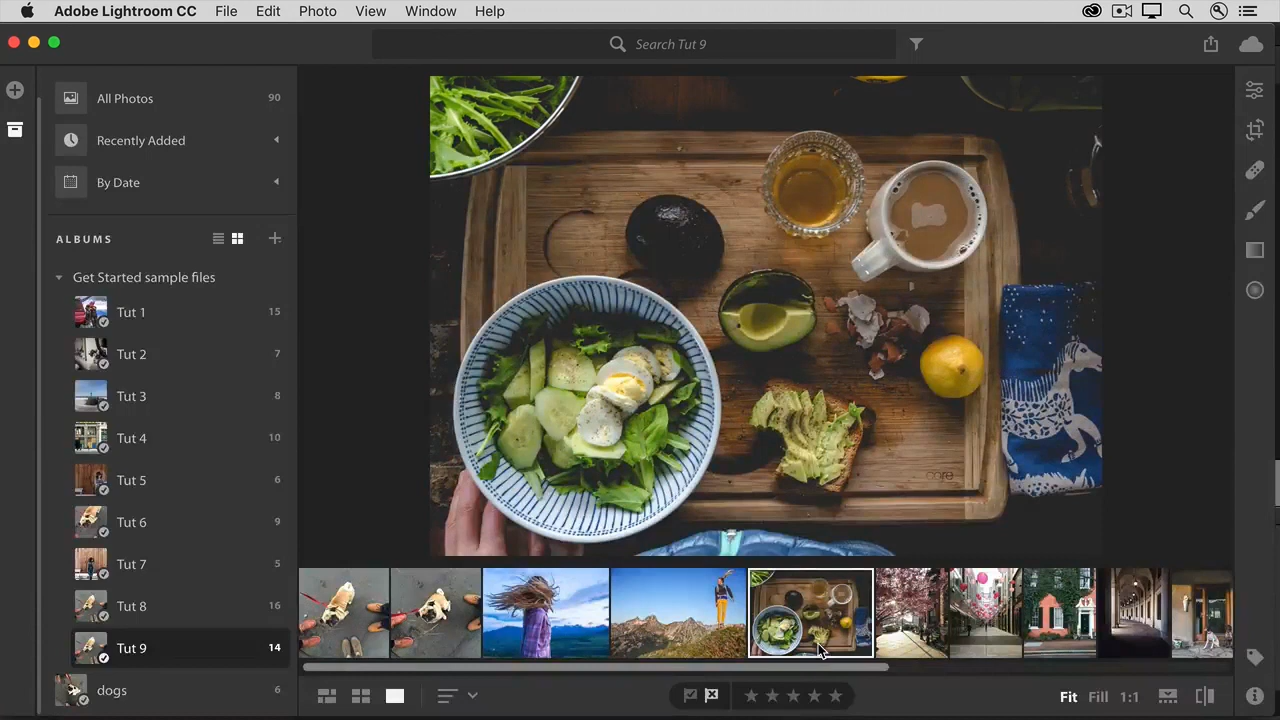 Adobe Lightroom CC File Edit Photo View Window Help
Search Tut 9
All Photos 90
Recently Added
By Date
ALBUMS
Get Started sample files
Tut 1 15
Tut 2 7
Tut 3 8
Tut 4 10
Tut 5 6
Tut 6 9
Tut 7 5
Tut 8 16
Tut 9 14
dogs 6
core
Fit Fill 1:1